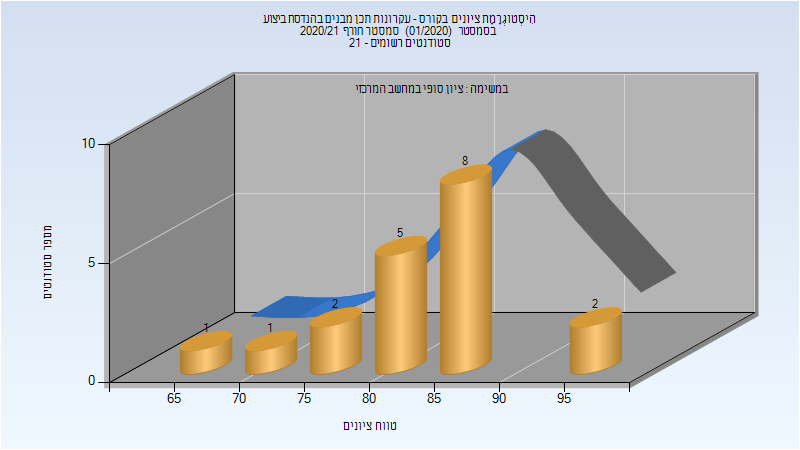 היסטוגרמת ציונים בקורס - עקרונות תכן מבנים בהנדסת ביצוע
בסמסטר (01/2020) סמסטר חורף 2020/21
סטודנטים רשומים - 21
במשימה : ציון סופי במחשב המרכזי
10
5
0
מספר סטודנטים
1
1
2
5
8
2
65
70
75
80
85
90
95
טווח ציונים